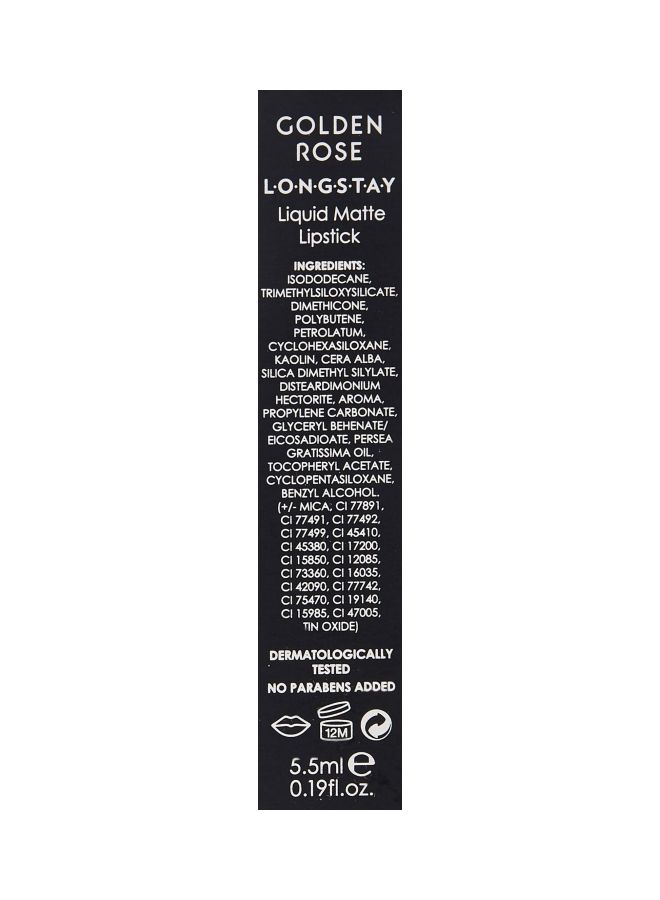 GOLDEN
ROSE
L·O·N·G·S·T·A·Y
Liquid Matte
Lipstick
INGREDIENTS:
ISODODECANE,
TRIMETHYLSILOXYSILICATE,
DIMETHICONE,
POLYBUTENE,
PETROLATUM,
CYCLOHEXASILOXANE,
KAOLIN, CERA ALBA,
SILICA DIMETHYL SILYLATE,
DISTEARDIMONIUM
HECTORITE, AROMA,
PROPYLENE CARBONATE,
GLYCERYL BEHENATE/
EICOSADIOATE, PERSEA
GRATISSIMA OIL,
TOCOPHERYL ACETATE,
CYCLOPENTASILOXANE,
BENZYL ALCOHOL.
(+/- MICA, CI 77891,
CI 77491, CI 77492,
CI 77499, CI 45410,
CI 45380, CI 17200,
CI 15850, CI 12085,
CI 73360, CI 16035,
CI 42090, CI 77742,
CI 75470, CI 19140,
CI 15985, CI 47005,
TIN OXIDE)
DERMATOLOGICALLY
TESTED
NO PARABENS ADDED
12M
5.5ml e
0.19fl.oz.